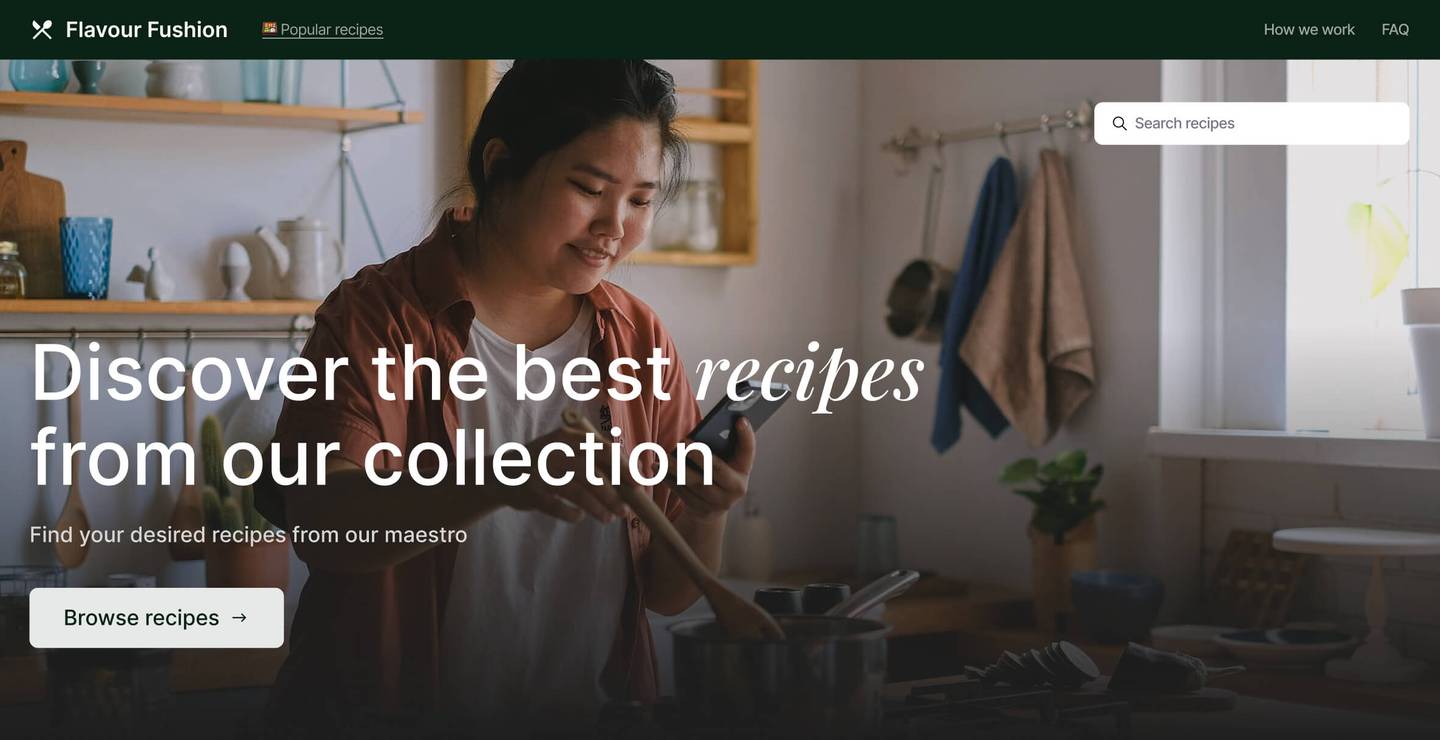 Flavour Fushion
🍱 Popular recipes
How we work
FAQ
Search recipes
Discover the best recipes
from our collection
Find your desired recipes from our maestro
Browse recipes →